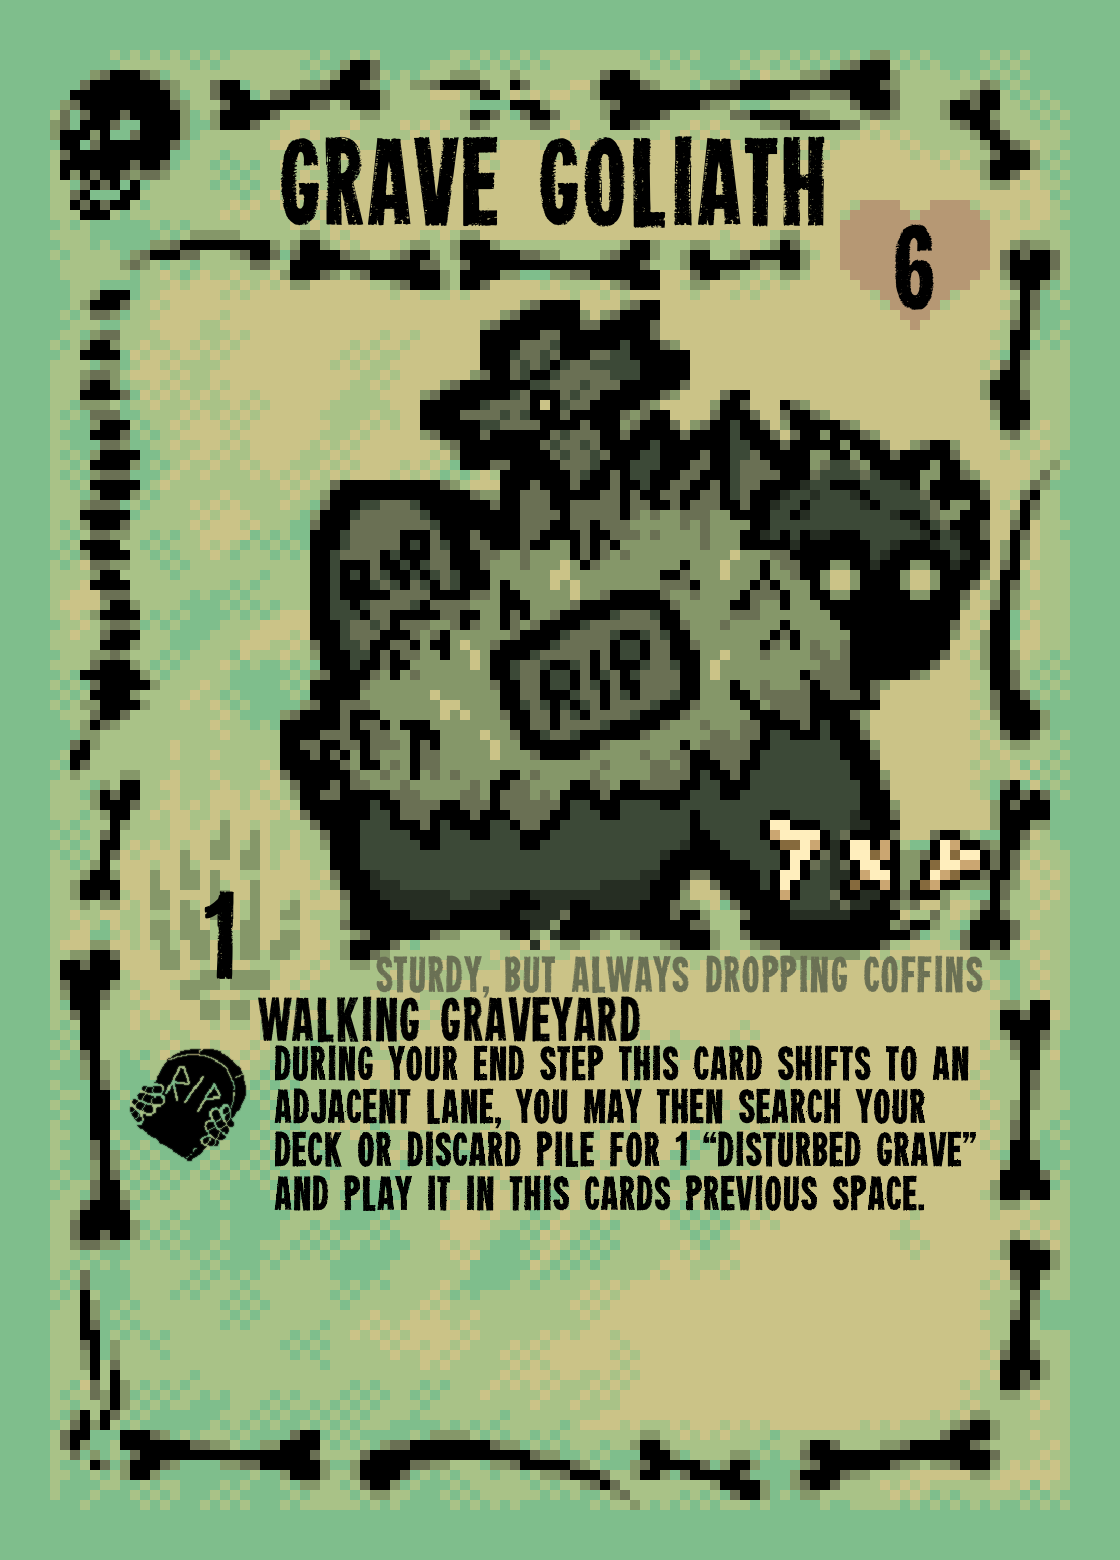 GRAVE GOLIATH
6
RIP
RIP
7 X
1
STURDY, BUT ALWAYS DROPPING COFFINS
WALKING GRAVEYARD
DURING YOUR END STEP THIS CARD SHIFTS TO AN
ADJACENT LANE, YOU MAY THEN SEARCH YOUR
DECK OR DISCARD PILE FOR 1 “DISTURBED GRAVE”
AND PLAY IT IN THIS CARDS PREVIOUS SPACE.
RIP